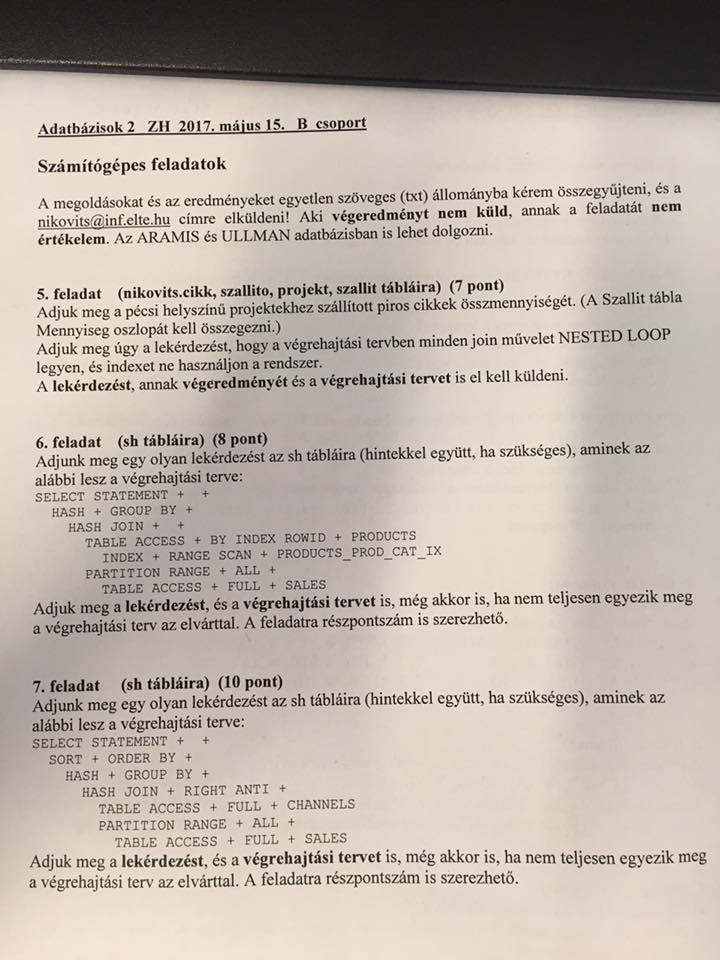 Adatbázisok 2 ZH 2017. május 15. B csoport
Számítógépes feladatok
A megoldásokat és az eredményeket egyetlen szöveges (txt) állományba kérem összegyűjteni, és a
nikovits@inf.elte.hu címre elküldeni! Aki végeredményt nem küld, annak a feladatát nem
értékelem. Az ARAMIS és ULLMAN adatbázisban is lehet dolgozni.
5. feladat (nikovits.cikk, szallito, projekt, szallit tábláira) (7 pont)
Adjuk meg a pécsi helyszínű projektekhez szállított piros cikkek összmennyiségét. (A Szallit tábla
Mennyiseg oszlopát kell összegezni.)
Adjuk meg úgy a lekérdezést, hogy a végrehajtási tervben minden join művelet NESTED LOOP
legyen, és indexet ne használjon a rendszer.
A lekérdezést, annak végeredményét és a végrehajtási tervet is el kell küldeni.
6. feladat (sh tábláira) (8 pont)
Adjunk meg egy olyan lekérdezést az sh tábláira (hintekkel együtt, ha szükséges), aminek az
alábbi lesz a végrehajtási terve:
SELECT STATEMENT + +
HASH + GROUP BY +
HASH JOIN + +
TABLE ACCESS + BY INDEX ROWID + PRODUCTS
INDEX + RANGE SCAN + PRODUCTS_PROD_CAT_IX
PARTITION RANGE + ALL +
TABLE ACCESS + FULL + SALES
Adjuk meg a lekérdezést, és a végrehajtási tervet is, még akkor is, ha nem teljesen egyezik meg
a végrehajtási terv az elvárttal. A feladatra részpontszám is szerezhető.
7. feladat (sh tábláira) (10 pont)
Adjunk meg egy olyan lekérdezést az sh tábláira (hintekkel együtt, ha szükséges), aminek az
alábbi lesz a végrehajtási terve:
SELECT STATEMENT + +
SORT + ORDER BY +
HASH + GROUP BY +
HASH JOIN + RIGHT ANTI +
TABLE ACCESS + FULL + CHANNELS
PARTITION RANGE + ALL +
TABLE ACCESS + FULL + SALES
Adjuk meg a lekérdezést, és a végrehajtási tervet is, még akkor is, ha nem teljesen egyezik meg
a végrehajtási terv az elvárttal. A feladatra részpontszám is szerezhető.